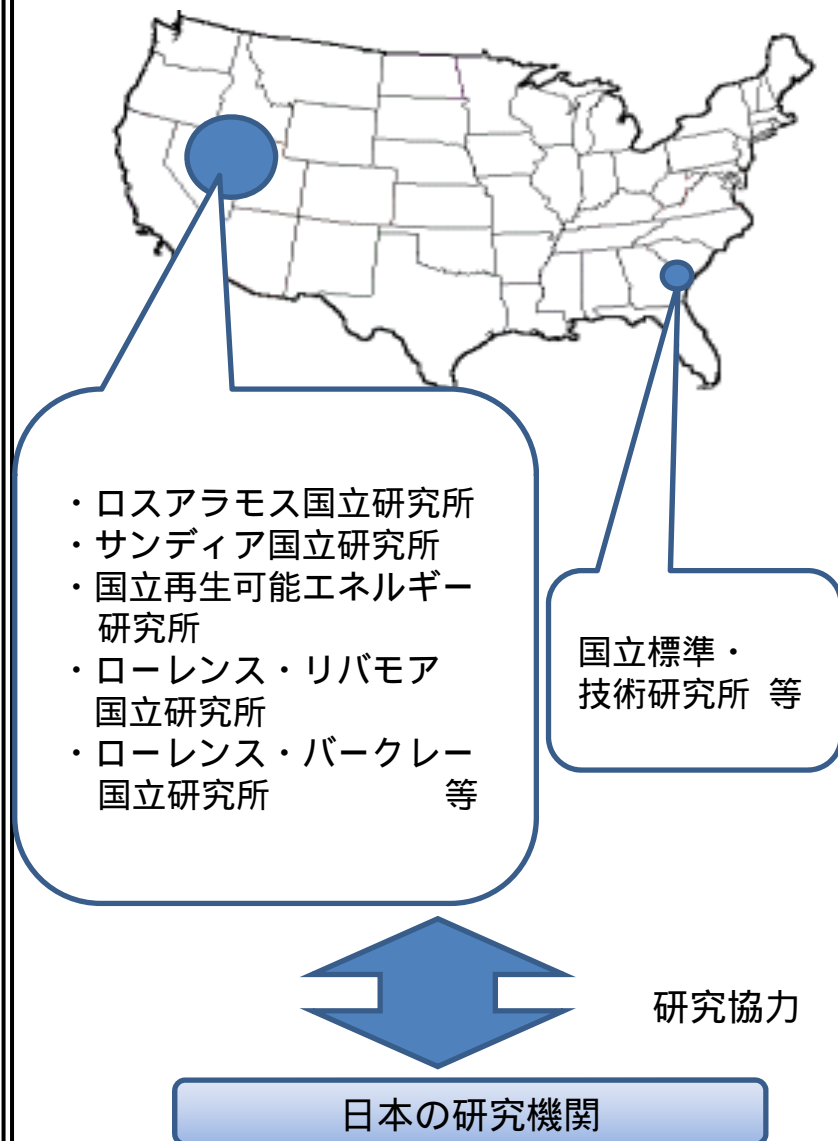 ・ロスアラモス国立研究所
・サンディア国立研究所
・国立再生可能エネルギー
研究所
・ローレンス・リバモア
国立研究所
・ローレンス・バークレー
国立研究所 等
国立標準・
技術研究所 等
研究協力
日本の研究機関